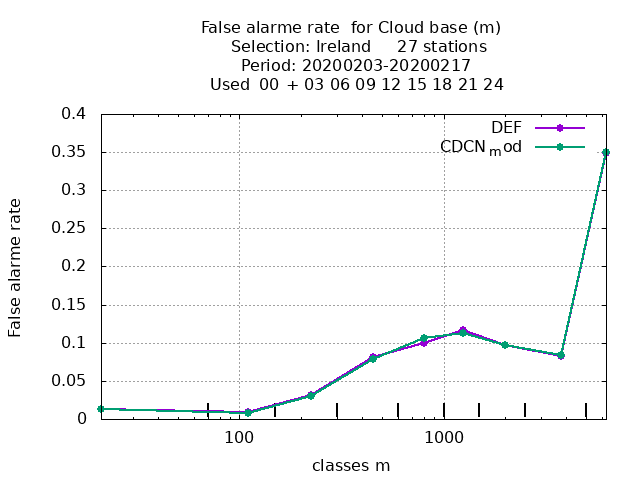 False alarme rate  for Cloud base (m)
Selection: Ireland     27 stations
Period: 20200203-20200217
Used  00 + 03 06 09 12 15 18 21 24
DEF
CDCN_mod
0.4
0.35
0.3
0.25
0.2
0.15
0.1
0.05
0
False alarme rate
100
1000
classes m